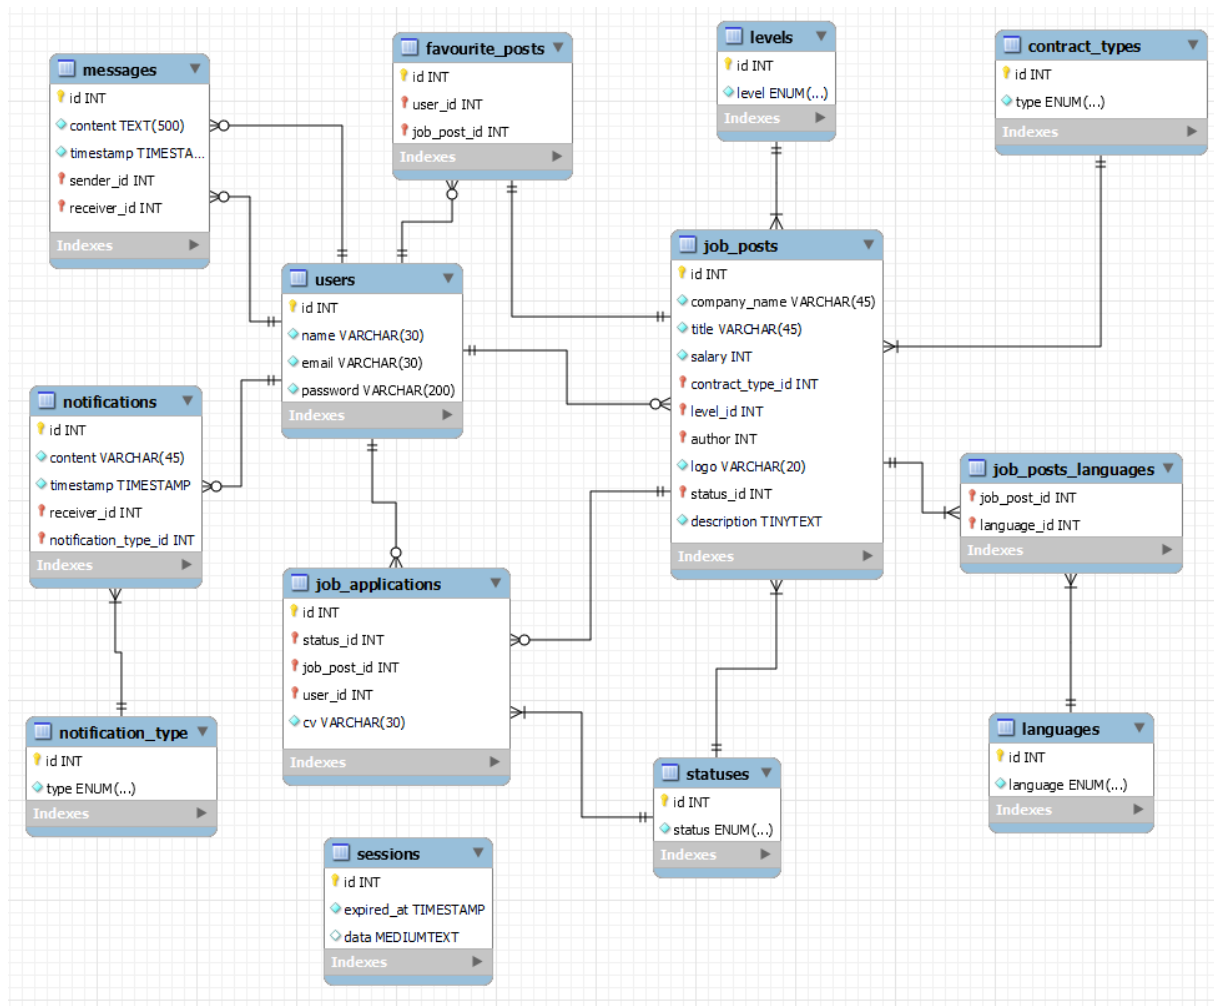 messages
id INT
content TEXT(500)
timestamp TIMESTA...
sender_id INT
receiver_id INT
Indexes
favourite_posts
id INT
user_id INT
job_post_id INT
Indexes
levels
id INT
level ENUM(...)
Indexes
contract_types
id INT
type ENUM(...)
Indexes
users
id INT
name VARCHAR(30)
email VARCHAR(30)
password VARCHAR(200)
Indexes
job_posts
id INT
company_name VARCHAR(45)
title VARCHAR(45)
salary INT
contract_type_id INT
level_id INT
author INT
logo VARCHAR(20)
status_id INT
description TINYTEXT
Indexes
notifications
id INT
content VARCHAR(45)
timestamp TIMESTAMP
receiver_id INT
notification_type_id INT
Indexes
job_posts_languages
job_post_id INT
language_id INT
Indexes
job_applications
id INT
status_id INT
job_post_id INT
user_id INT
cv VARCHAR(30)
Indexes
notification_type
id INT
type ENUM(...)
Indexes
statuses
id INT
status ENUM(...)
Indexes
languages
id INT
language ENUM(...)
Indexes
sessions
id INT
expired_at TIMESTAMP
data MEDIUMTEXT
Indexes